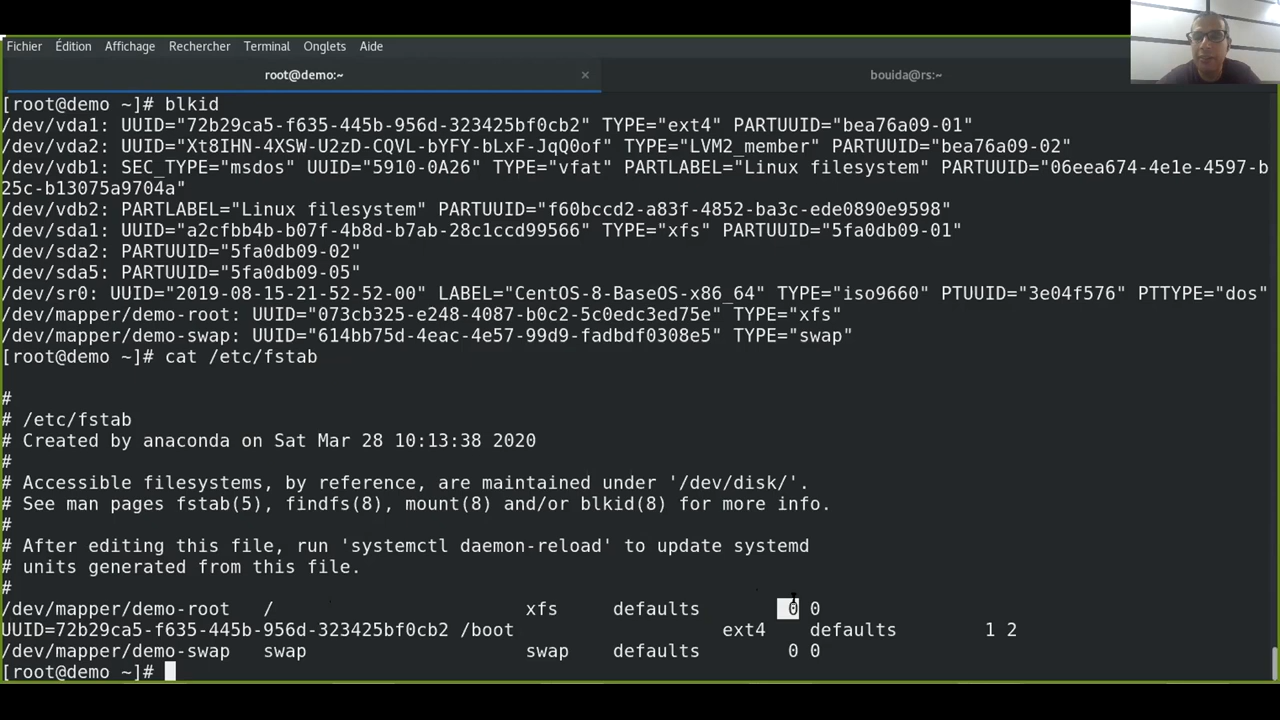 Fichier Édition Affichage Rechercher Terminal Onglets Aide
root@demo:~ × bouida@rs:~
[root@demo ~]# blkid
/dev/vda1: UUID="72b29ca5-f635-445b-956d-323425bf0cb2" TYPE="ext4" PARTUUID="bea76a09-01"
/dev/vda2: UUID="Xt8IHN-4XSW-U2zD-CQVL-bYFY-bLxF-JqQ0of" TYPE="LVM2_member" PARTUUID="bea76a09-02"
/dev/vdb1: SEC_TYPE="msdos" UUID="5910-0A26" TYPE="vfat" PARTLABEL="Linux filesystem" PARTUUID="06eea674-4e1e-4597-b
25c-b13075a9704a"
/dev/vdb2: PARTLABEL="Linux filesystem" PARTUUID="f60bccd2-a83f-4852-ba3c-ede0890e9598"
/dev/sda1: UUID="a2cfbb4b-b07f-4b8d-b7ab-28c1ccd99566" TYPE="xfs" PARTUUID="5fa0db09-01"
/dev/sda2: PARTUUID="5fa0db09-02"
/dev/sda5: PARTUUID="5fa0db09-05"
/dev/sr0: UUID="2019-08-15-21-52-52-00" LABEL="CentOS-8-BaseOS-x86_64" TYPE="iso9660" PTUUID="3e04f576" PTTYPE="dos"
/dev/mapper/demo-root: UUID="073cb325-e248-4087-b0c2-5c0edc3ed75e" TYPE="xfs"
/dev/mapper/demo-swap: UUID="614bb75d-4eac-4e57-99d9-fadbdf0308e5" TYPE="swap"
[root@demo ~]# cat /etc/fstab
#
# /etc/fstab
# Created by anaconda on Sat Mar 28 10:13:38 2020
#
# Accessible filesystems, by reference, are maintained under '/dev/disk/'.
# See man pages fstab(5), findfs(8), mount(8) and/or blkid(8) for more info.
#
# After editing this file, run 'systemctl daemon-reload' to update systemd
# units generated from this file.
#
/dev/mapper/demo-root / xfs defaults 0 0
UUID=72b29ca5-f635-445b-956d-323425bf0cb2 /boot ext4 defaults 1 2
/dev/mapper/demo-swap swap swap defaults 0 0
[root@demo ~]#